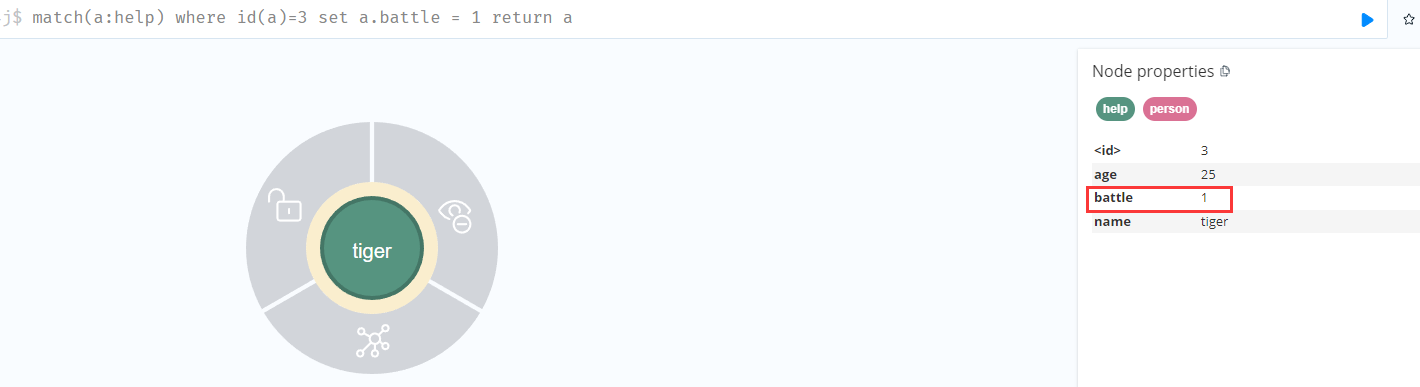 j$ match(a:help) where id(a)=3 set a.battle = 1 return a
Node properties
help person
<id> 3
age 25
battle 1
name tiger
tiger